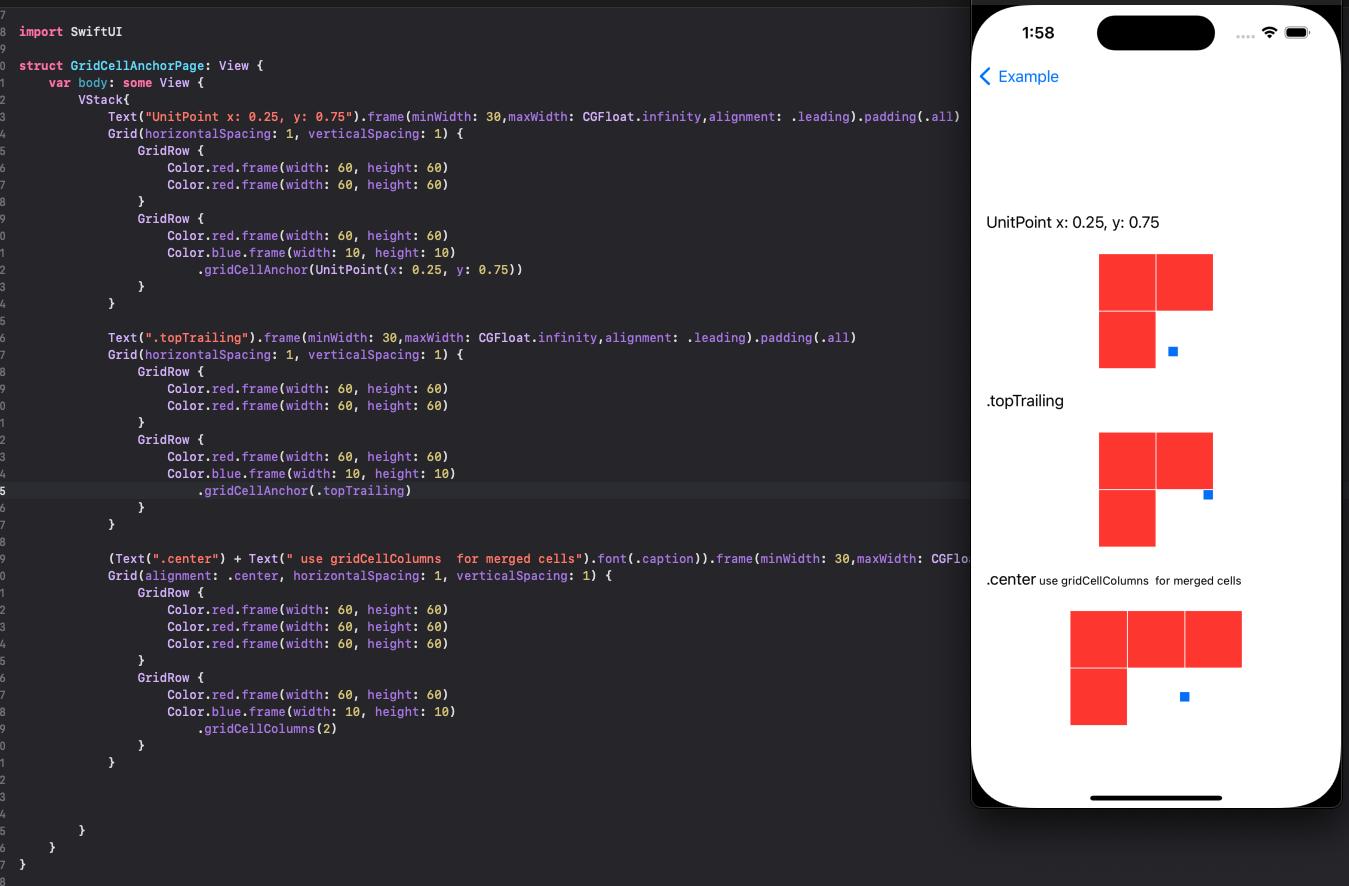 7
8 import SwiftUI
9
0 struct GridCellAnchorPage: View {
1 var body: some View {
2 VStack{
3 Text("UnitPoint x: 0.25, y: 0.75").frame(minWidth: 30,maxWidth: CGFloat.infinity,alignment: .leading).padding(.all)
4 Grid(horizontalSpacing: 1, verticalSpacing: 1) {
5 GridRow {
6 Color.red.frame(width: 60, height: 60)
7 Color.red.frame(width: 60, height: 60)
8 }
9 GridRow {
0 Color.red.frame(width: 60, height: 60)
1 Color.blue.frame(width: 10, height: 10)
2 .gridCellAnchor(UnitPoint(x: 0.25, y: 0.75))
3 }
4 }
5
6 Text(".topTrailing").frame(minWidth: 30,maxWidth: CGFloat.infinity,alignment: .leading).padding(.all)
7 Grid(horizontalSpacing: 1, verticalSpacing: 1) {
8 GridRow {
9 Color.red.frame(width: 60, height: 60)
0 Color.red.frame(width: 60, height: 60)
1 }
2 GridRow {
3 Color.red.frame(width: 60, height: 60)
4 Color.blue.frame(width: 10, height: 10)
5 .gridCellAnchor(.topTrailing)
6 }
7 }
8
9 (Text(".center") + Text(" use gridCellColumns  for merged cells").font(.caption)).frame(minWidth: 30,maxWidth: CGFloa
0 Grid(alignment: .center, horizontalSpacing: 1, verticalSpacing: 1) {
1 GridRow {
2 Color.red.frame(width: 60, height: 60)
3 Color.red.frame(width: 60, height: 60)
4 Color.red.frame(width: 60, height: 60)
5 }
6 GridRow {
7 Color.red.frame(width: 60, height: 60)
8 Color.blue.frame(width: 10, height: 10)
9 .gridCellColumns(2)
0 }
1 }
2
3
4
5 }
6 }
7 }
8
1:58
Example
UnitPoint x: 0.25, y: 0.75
.topTrailing
.center use gridCellColumns  for merged cells